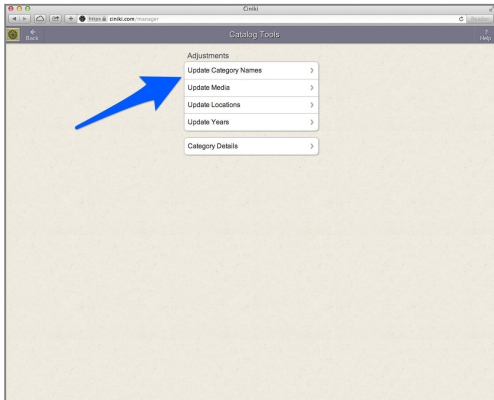 Ciniki
https ciniki.com/manager
Reader
Back
Catalog Tools
?
Help
Adjustments
Update Category Names
Update Media
Update Locations
Update Years
Category Details